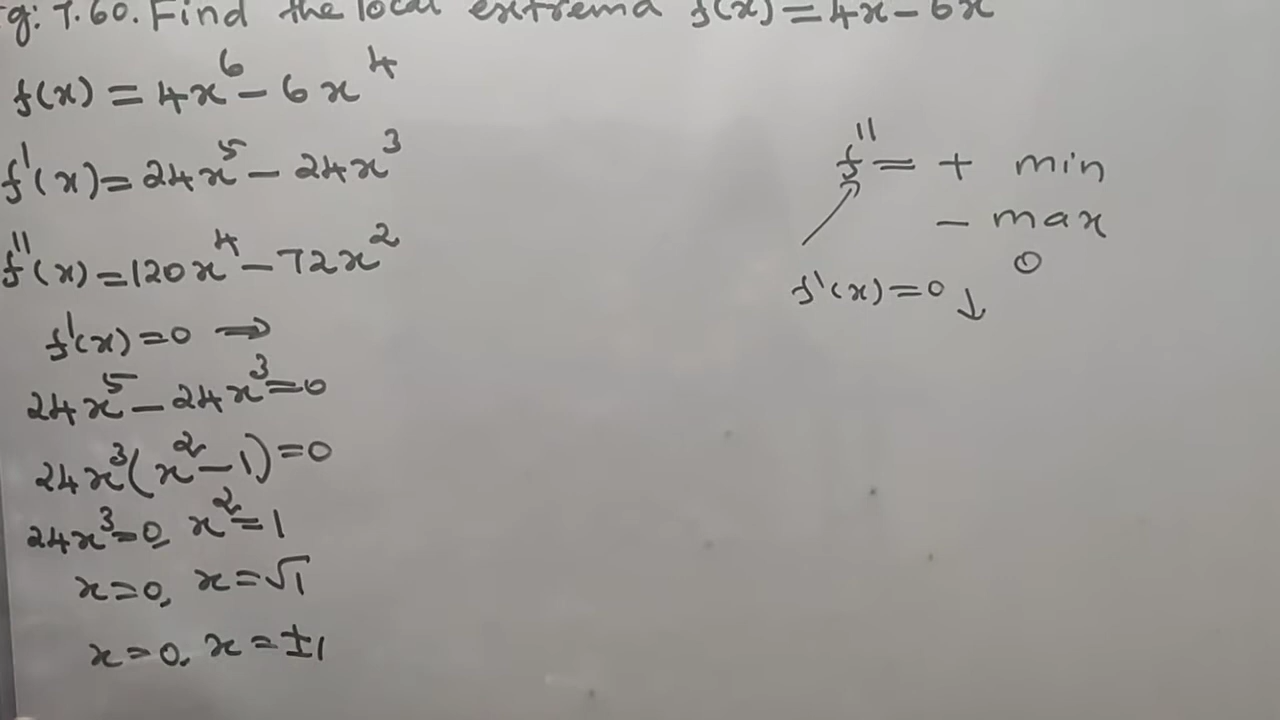 g: 7.60. Find the local extrema f(x) = 4x - 6x
f(x) = 4x⁶ - 6x⁴
f'(x) = 24x⁵ - 24x³
f''(x) = 120x⁴ - 72x²
f'(x) = 0 ⇒
24x⁵ - 24x³ = 0
24x³(x² - 1) = 0
24x³ = 0, x² = 1
x = 0, x = √1
x = 0, x = ±1
f'' = + min
- max
0
f'(x) = 0 ↓